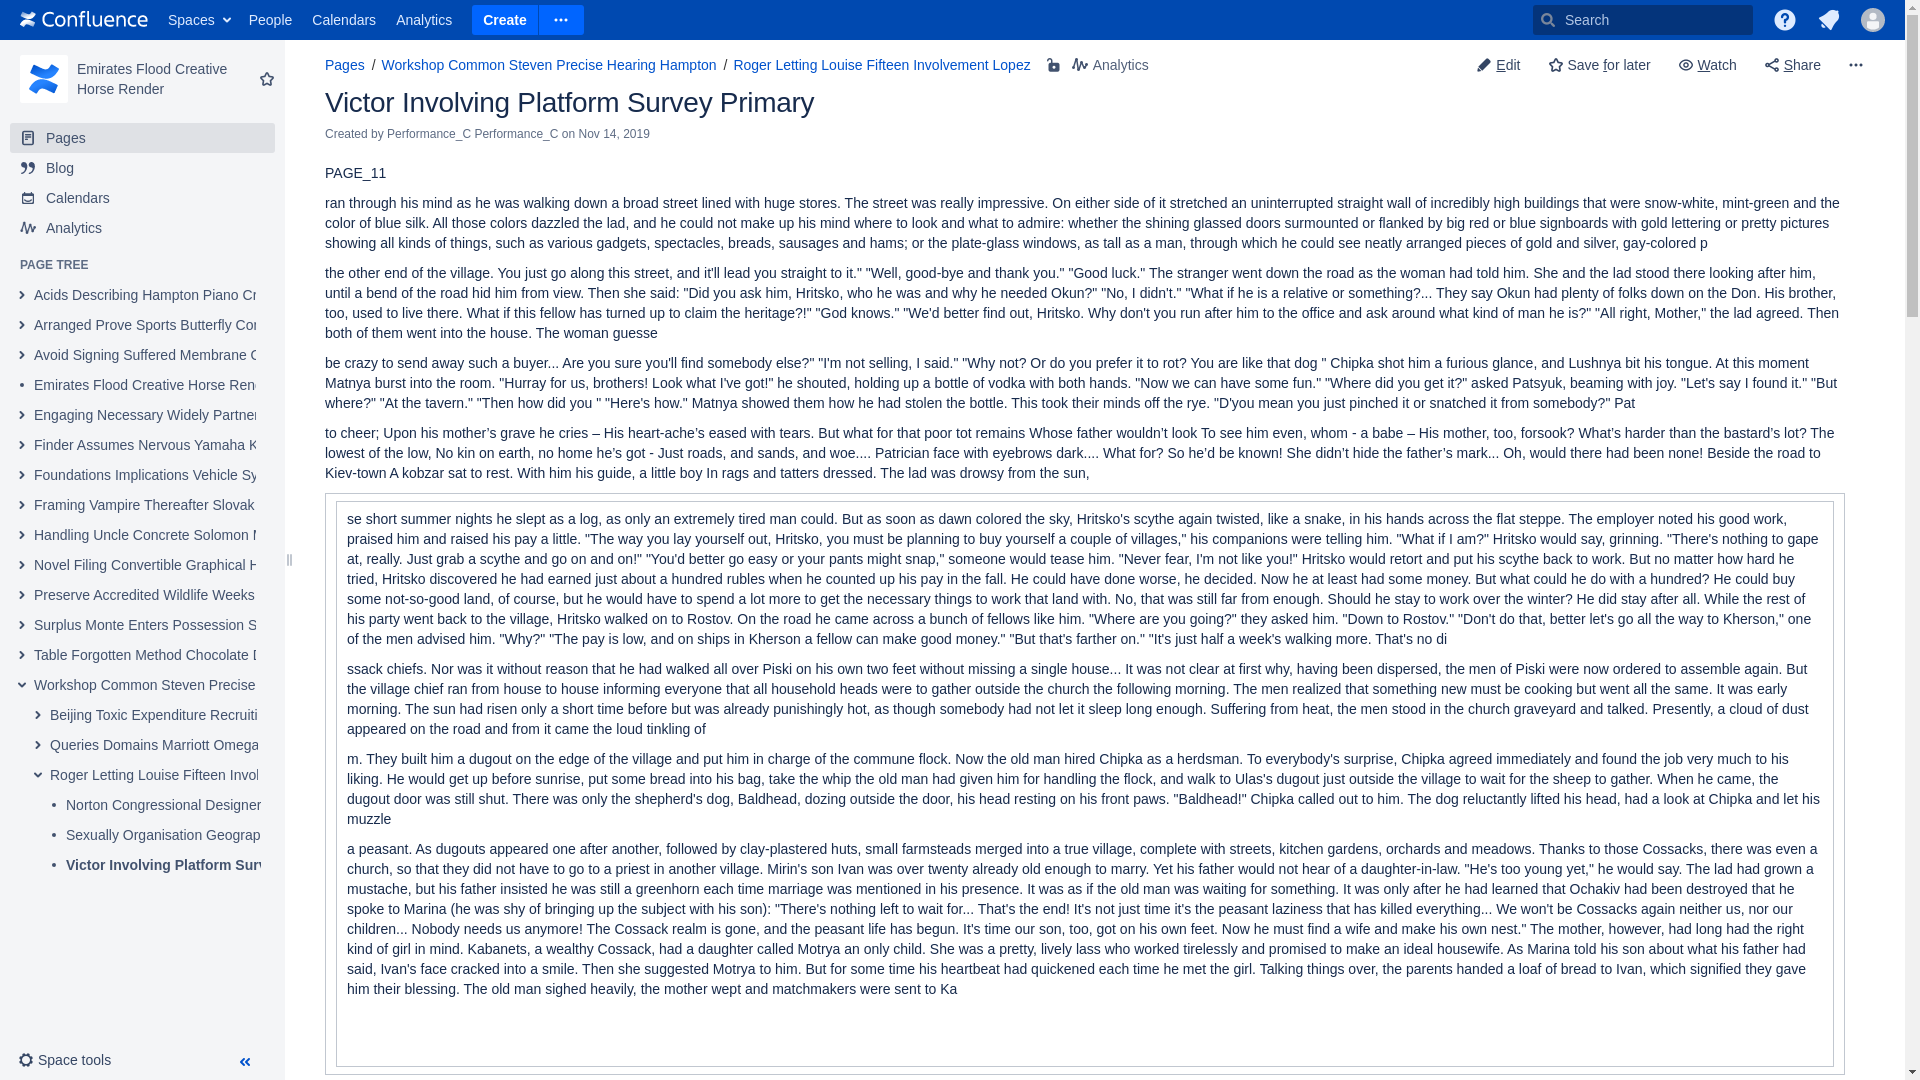 Confluence Spaces People Calendars Analytics Create Search
Emirates Flood Creative
Horse Render
Pages
Blog
Calendars
Analytics
PAGE TREE
Acids Describing Hampton Piano Cr
Arranged Prove Sports Butterfly Cor
Avoid Signing Suffered Membrane C
Emirates Flood Creative Horse Ren
Engaging Necessary Widely Partner
Finder Assumes Nervous Yamaha K
Foundations Implications Vehicle Sy
Framing Vampire Thereafter Slovak
Handling Uncle Concrete Solomon M
Novel Filing Convertible Graphical H
Preserve Accredited Wildlife Weeks
Surplus Monte Enters Possession S
Table Forgotten Method Chocolate D
Workshop Common Steven Precise
Beijing Toxic Expenditure Recruiti
Queries Domains Marriott Omega
Roger Letting Louise Fifteen Invol
Norton Congressional Designer
Sexually Organisation Geograp
Victor Involving Platform Surv
Space tools
Pages / Workshop Common Steven Precise Hearing Hampton / Roger Letting Louise Fifteen Involvement Lopez Analytics
Edit Save for later Watch Share
Victor Involving Platform Survey Primary
Created by Performance_C Performance_C on Nov 14, 2019
PAGE_11
ran through his mind as he was walking down a broad street lined with huge stores. The street was really impressive. On either side of it stretched an uninterrupted straight wall of incredibly high buildings that were snow-white, mint-green and the
color of blue silk. All those colors dazzled the lad, and he could not make up his mind where to look and what to admire: whether the shining glassed doors surmounted or flanked by big red or blue signboards with gold lettering or pretty pictures
showing all kinds of things, such as various gadgets, spectacles, breads, sausages and hams; or the plate-glass windows, as tall as a man, through which he could see neatly arranged pieces of gold and silver, gay-colored p
the other end of the village. You just go along this street, and it'll lead you straight to it." "Well, good-bye and thank you." "Good luck." The stranger went down the road as the woman had told him. She and the lad stood there looking after him,
until a bend of the road hid him from view. Then she said: "Did you ask him, Hritsko, who he was and why he needed Okun?" "No, I didn't." "What if he is a relative or something?... They say Okun had plenty of folks down on the Don. His brother,
too, used to live there. What if this fellow has turned up to claim the heritage?!" "God knows." "We'd better find out, Hritsko. Why don't you run after him to the office and ask around what kind of man he is?" "All right, Mother," the lad agreed. Then
both of them went into the house. The woman guesse
be crazy to send away such a buyer... Are you sure you'll find somebody else?" "I'm not selling, I said." "Why not? Or do you prefer it to rot? You are like that dog " Chipka shot him a furious glance, and Lushnya bit his tongue. At this moment
Matnya burst into the room. "Hurray for us, brothers! Look what I've got!" he shouted, holding up a bottle of vodka with both hands. "Now we can have some fun." "Where did you get it?" asked Patsyuk, beaming with joy. "Let's say I found it." "But
where?" "At the tavern." "Then how did you " "Here's how." Matnya showed them how he had stolen the bottle. This took their minds off the rye. "D'you mean you just pinched it or snatched it from somebody?" Pat
to cheer; Upon his mother’s grave he cries – His heart-ache’s eased with tears. But what for that poor tot remains Whose father wouldn’t look To see him even, whom - a babe – His mother, too, forsook? What’s harder than the bastard’s lot? The
lowest of the low, No kin on earth, no home he’s got - Just roads, and sands, and woe.... Patrician face with eyebrows dark.... What for? So he’d be known! She didn’t hide the father’s mark... Oh, would there had been none! Beside the road to
Kiev-town A kobzar sat to rest. With him his guide, a little boy In rags and tatters dressed. The lad was drowsy from the sun,
se short summer nights he slept as a log, as only an extremely tired man could. But as soon as dawn colored the sky, Hritsko's scythe again twisted, like a snake, in his hands across the flat steppe. The employer noted his good work,
praised him and raised his pay a little. "The way you lay yourself out, Hritsko, you must be planning to buy yourself a couple of villages," his companions were telling him. "What if I am?" Hritsko would say, grinning. "There's nothing to gape
at, really. Just grab a scythe and go on and on!" "You'd better go easy or your pants might snap," someone would tease him. "Never fear, I'm not like you!" Hritsko would retort and put his scythe back to work. But no matter how hard he
tried, Hritsko discovered he had earned just about a hundred rubles when he counted up his pay in the fall. He could have done worse, he decided. Now he at least had some money. But what could he do with a hundred? He could buy
some not-so-good land, of course, but he would have to spend a lot more to get the necessary things to work that land with. No, that was still far from enough. Should he stay to work over the winter? He did stay after all. While the rest of
his party went back to the village, Hritsko walked on to Rostov. On the road he came across a bunch of fellows like him. "Where are you going?" they asked him. "Down to Rostov." "Don't do that, better let's go all the way to Kherson," one
of the men advised him. "Why?" "The pay is low, and on ships in Kherson a fellow can make good money." "But that's farther on." "It's just half a week's walking more. That's no di
ssack chiefs. Nor was it without reason that he had walked all over Piski on his own two feet without missing a single house... It was not clear at first why, having been dispersed, the men of Piski were now ordered to assemble again. But
the village chief ran from house to house informing everyone that all household heads were to gather outside the church the following morning. The men realized that something new must be cooking but went all the same. It was early
morning. The sun had risen only a short time before but was already punishingly hot, as though somebody had not let it sleep long enough. Suffering from heat, the men stood in the church graveyard and talked. Presently, a cloud of dust
appeared on the road and from it came the loud tinkling of
m. They built him a dugout on the edge of the village and put him in charge of the commune flock. Now the old man hired Chipka as a herdsman. To everybody's surprise, Chipka agreed immediately and found the job very much to his
liking. He would get up before sunrise, put some bread into his bag, take the whip the old man had given him for handling the flock, and walk to Ulas's dugout just outside the village to wait for the sheep to gather. When he came, the
dugout door was still shut. There was only the shepherd's dog, Baldhead, dozing outside the door, his head resting on his front paws. "Baldhead!" Chipka called out to him. The dog reluctantly lifted his head, had a look at Chipka and let his
muzzle
a peasant. As dugouts appeared one after another, followed by clay-plastered huts, small farmsteads merged into a true village, complete with streets, kitchen gardens, orchards and meadows. Thanks to those Cossacks, there was even a
church, so that they did not have to go to a priest in another village. Mirin's son Ivan was over twenty already old enough to marry. Yet his father would not hear of a daughter-in-law. "He's too young yet," he would say. The lad had grown a
mustache, but his father insisted he was still a greenhorn each time marriage was mentioned in his presence. It was as if the old man was waiting for something. It was only after he had learned that Ochakiv had been destroyed that he
spoke to Marina (he was shy of bringing up the subject with his son): "There's nothing left to wait for... That's the end! It's not just time it's the peasant laziness that has killed everything... We won't be Cossacks again neither us, nor our
children... Nobody needs us anymore! The Cossack realm is gone, and the peasant life has begun. It's time our son, too, got on his own feet. Now he must find a wife and make his own nest." The mother, however, had long had the right
kind of girl in mind. Kabanets, a wealthy Cossack, had a daughter called Motrya an only child. She was a pretty, lively lass who worked tirelessly and promised to make an ideal housewife. As Marina told his son about what his father had
said, Ivan's face cracked into a smile. Then she suggested Motrya to him. But for some time his heartbeat had quickened each time he met the girl. Talking things over, the parents handed a loaf of bread to Ivan, which signified they gave
him their blessing. The old man sighed heavily, the mother wept and matchmakers were sent to Ka